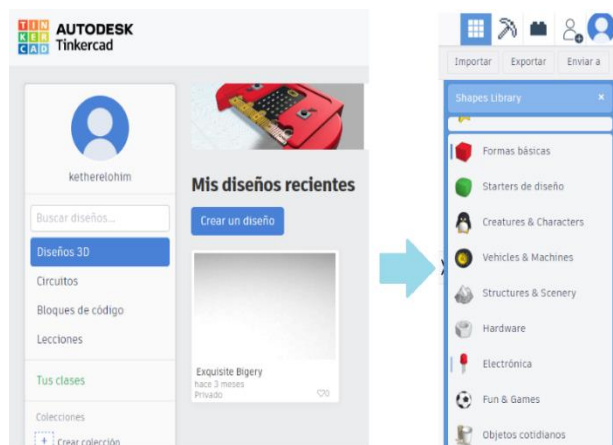 TIN
KER
CAD
AUTODESK
Tinkercad
ketherelohim
Buscar diseños...
Diseños 3D
Circuitos
Bloques de código
Lecciones
Tus clases
Colecciones
+ Crear colección
Mis diseños recientes
Crear un diseño
Exquisite Bigery
hace 3 moses
Privado
0
Importar Exportar Enviar a
Shapes Library ×
Formas básicas
Starters de diseño
Creatures & Characters
Vehicles & Machines
Structures & Scenery
Hardware
Electrónica
Fun & Games
Objetos cotidianos